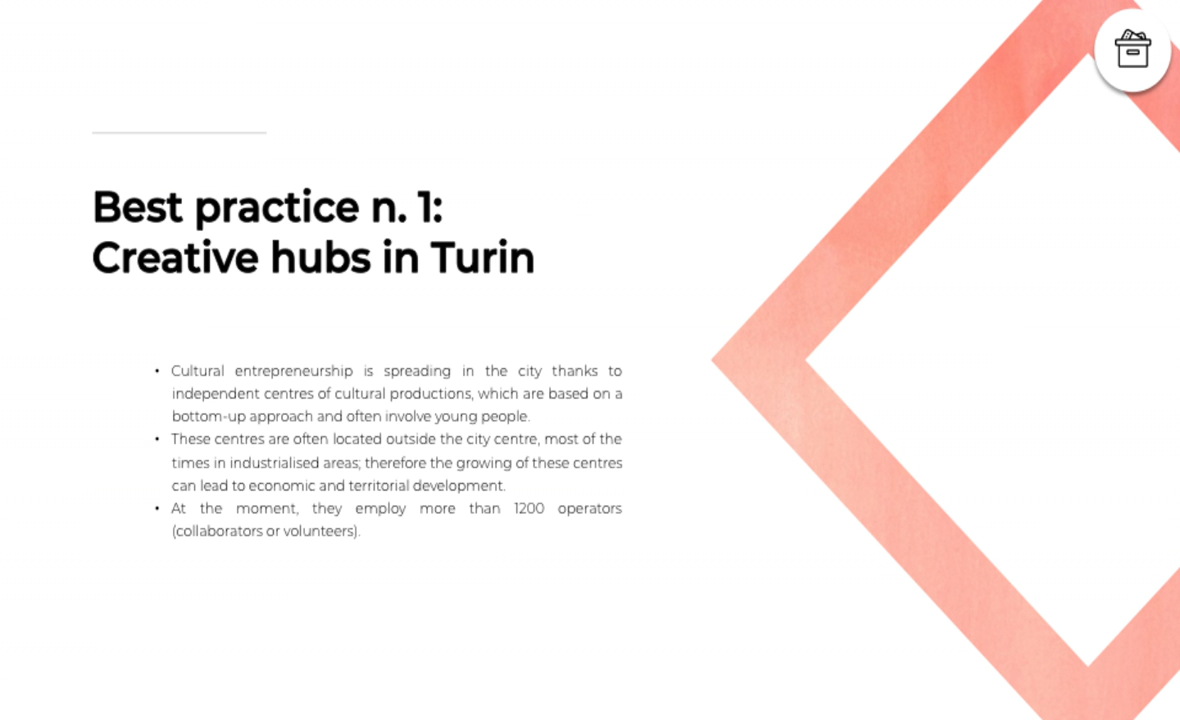 Best practice n. 1:
Creative hubs in Turin
• Cultural entrepreneurship is spreading in the city thanks to
independent centres of cultural productions, which are based on a
bottom-up approach and often involve young people.
• These centres are often located outside the city centre, most of the
times in industrialised areas; therefore the growing of these centres
can lead to economic and territorial development.
• At the moment, they employ more than 1200 operators
(collaborators or volunteers).